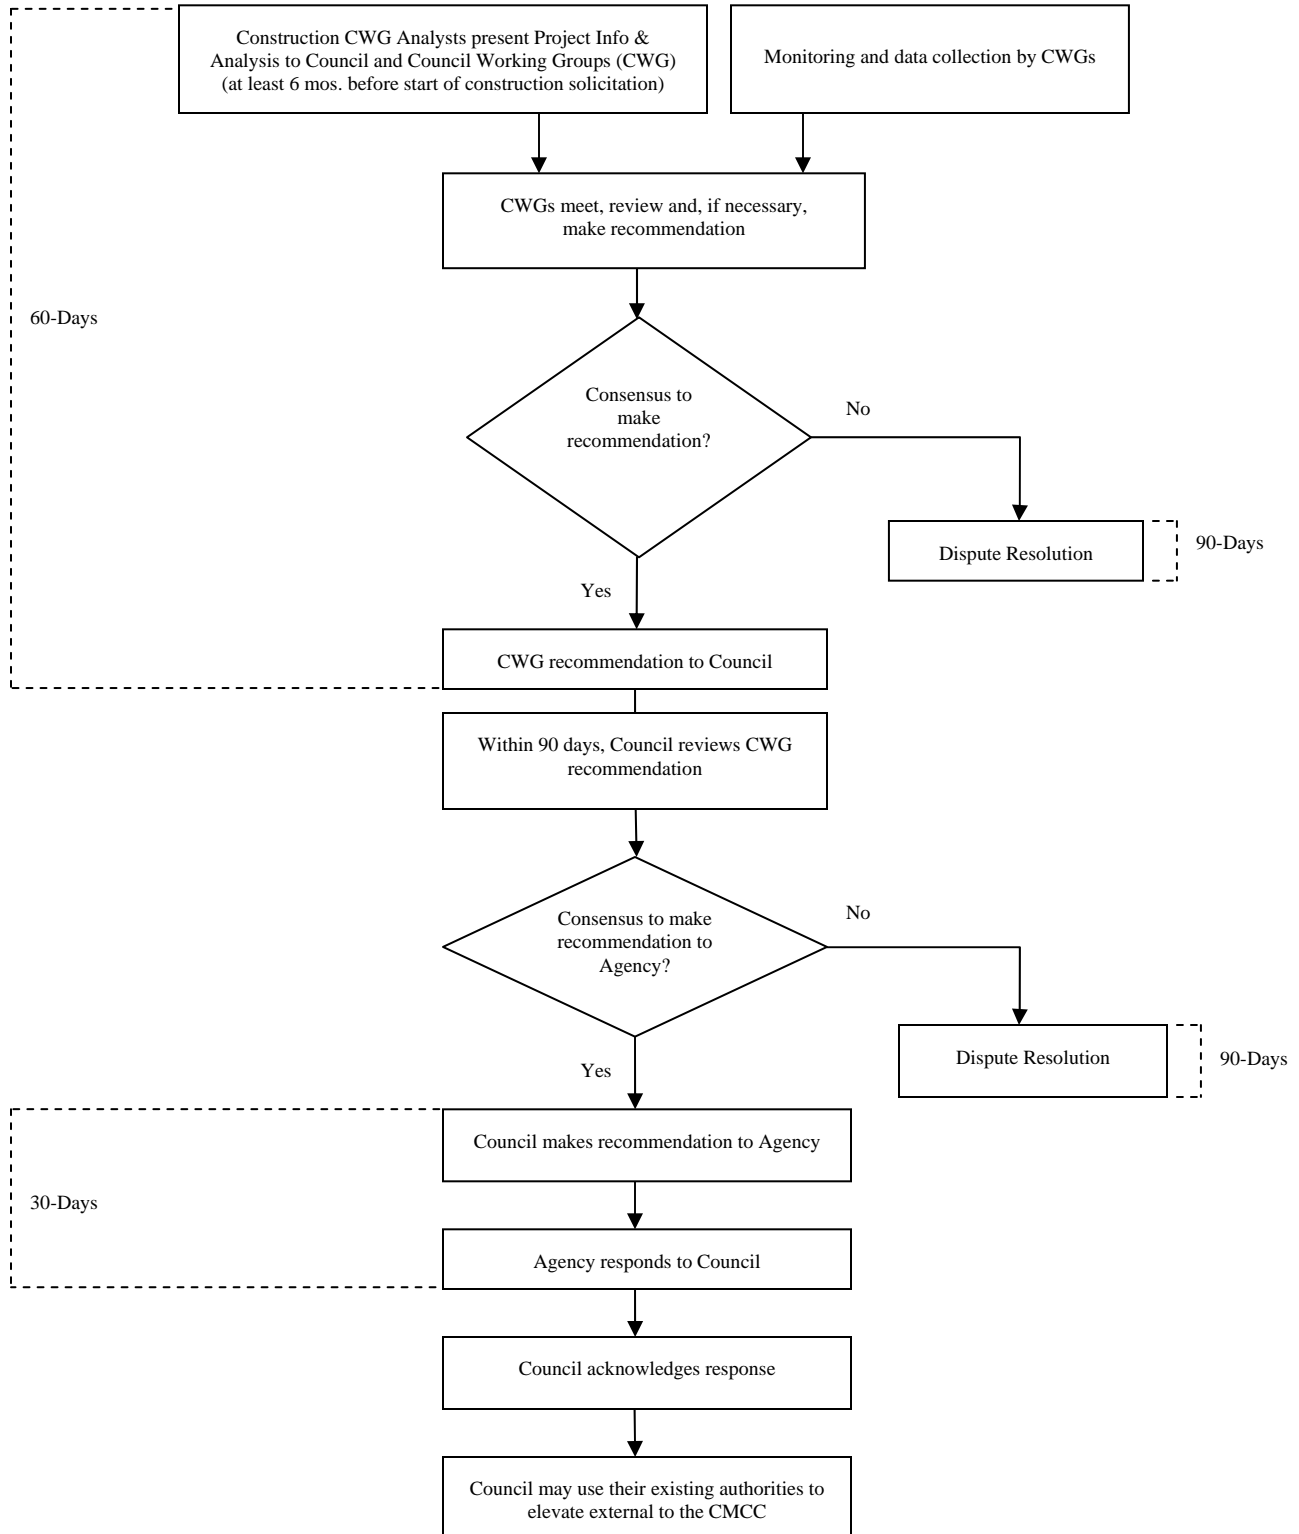 Construction CWG Analysts present Project Info &
Analysis to Council and Council Working Groups (CWG)
(at least 6 mos. before start of construction solicitation)
Monitoring and data collection by CWGs
CWGs meet, review and, if necessary,
make recommendation
60-Days
Consensus to
make
recommendation?
No
Dispute Resolution
90-Days
Yes
CWG recommendation to Council
Within 90 days, Council reviews CWG
recommendation
Consensus to make
recommendation to
Agency?
No
Dispute Resolution
90-Days
Yes
Council makes recommendation to Agency
30-Days
Agency responds to Council
Council acknowledges response
Council may use their existing authorities to
elevate external to the CMCC